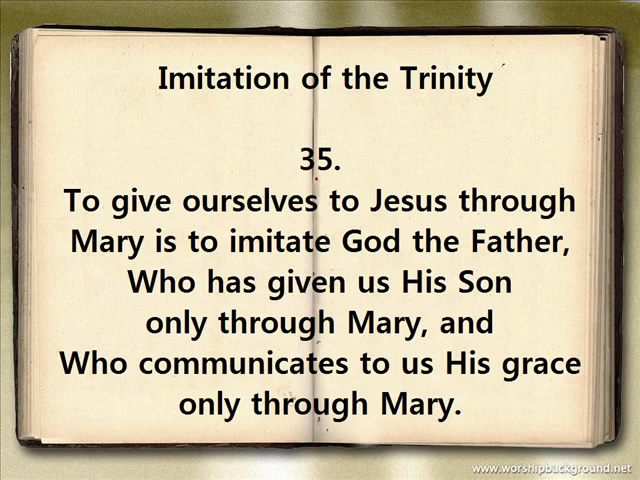 Imitation of the Trinity
35.
To give ourselves to Jesus through
Mary is to imitate God the Father,
Who has given us His Son
only through Mary, and
Who communicates to us His grace
only through Mary.
www.worshipbackground.net